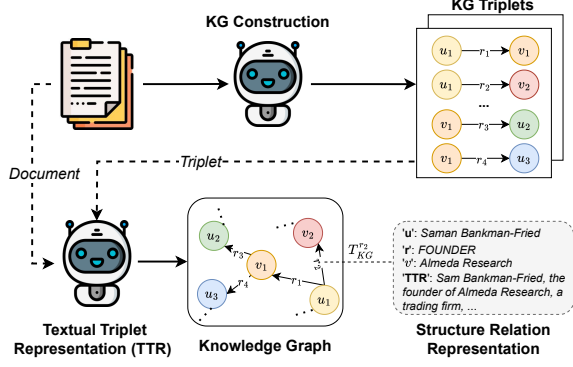 KG Construction
KG Triplets
u₁ r₁ v₁
u₁ r₂ v₂
...
v₁ r₃ u₂
v₁ r₄ u₃
Document
Triplet
u₂
v₂
r₃
v₁
r₂
r₄
r₁
u₃
u₁
T_{KG}^{r₂}
'u': Saman Bankman-Fried
'r': FOUNDER
'v': Almeda Research
'TTR': Sam Bankman-Fried, the
founder of Almeda Research, a
trading firm, ...
Textual Triplet
Representation (TTR)
Knowledge Graph
Structure Relation
Representation